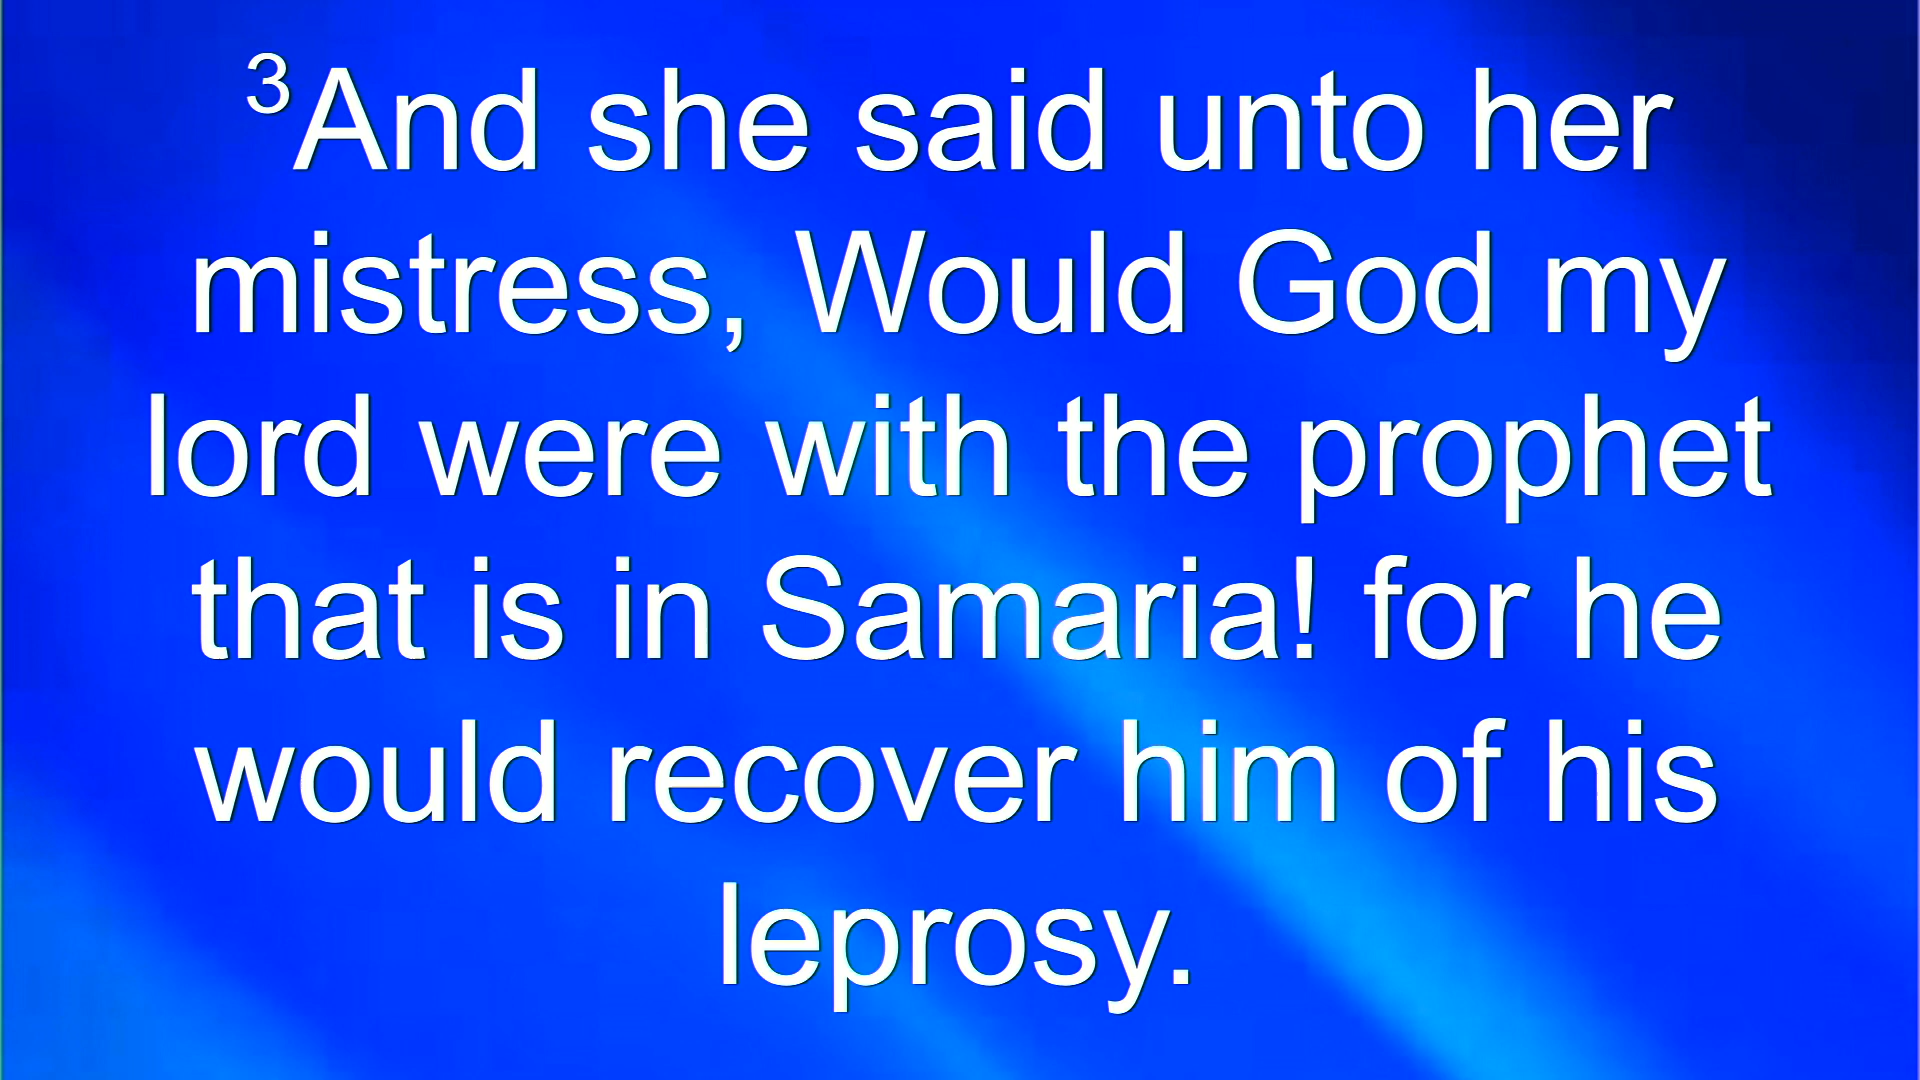 ³And she said unto her
mistress, Would God my
lord were with the prophet
that is in Samaria! for he
would recover him of his
leprosy.